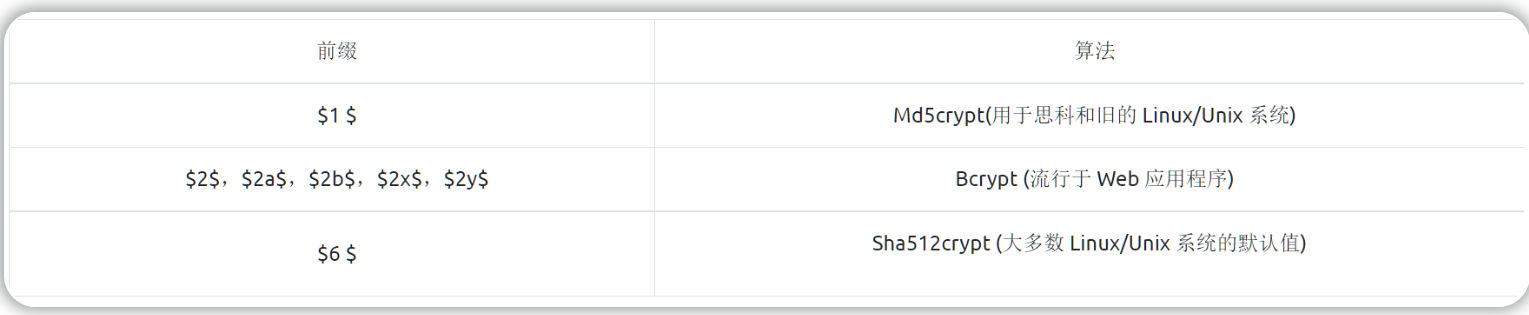 前缀 算法
$1 $ Md5crypt(用于思科和旧的 Linux/Unix 系统)
$2$，$2a$，$2b$，$2x$，$2y$ Bcrypt (流行于 Web 应用程序)
$6 $ Sha512crypt (大多数 Linux/Unix 系统的默认值)